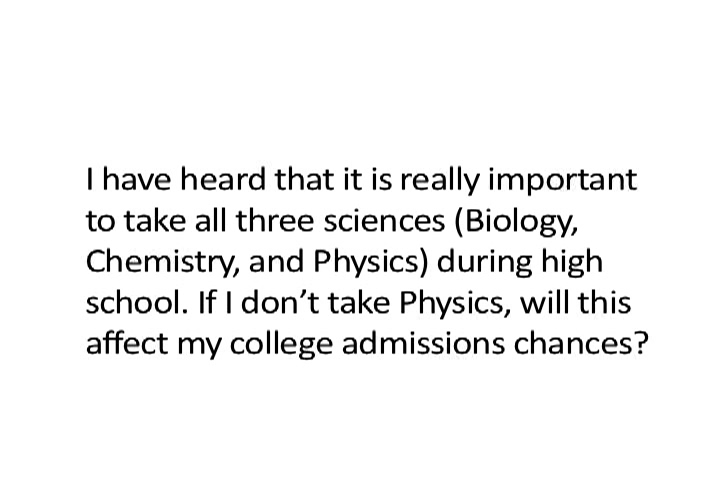 I have heard that it is really important
to take all three sciences (Biology,
Chemistry, and Physics) during high
school. If I don’t take Physics, will this
affect my college admissions chances?